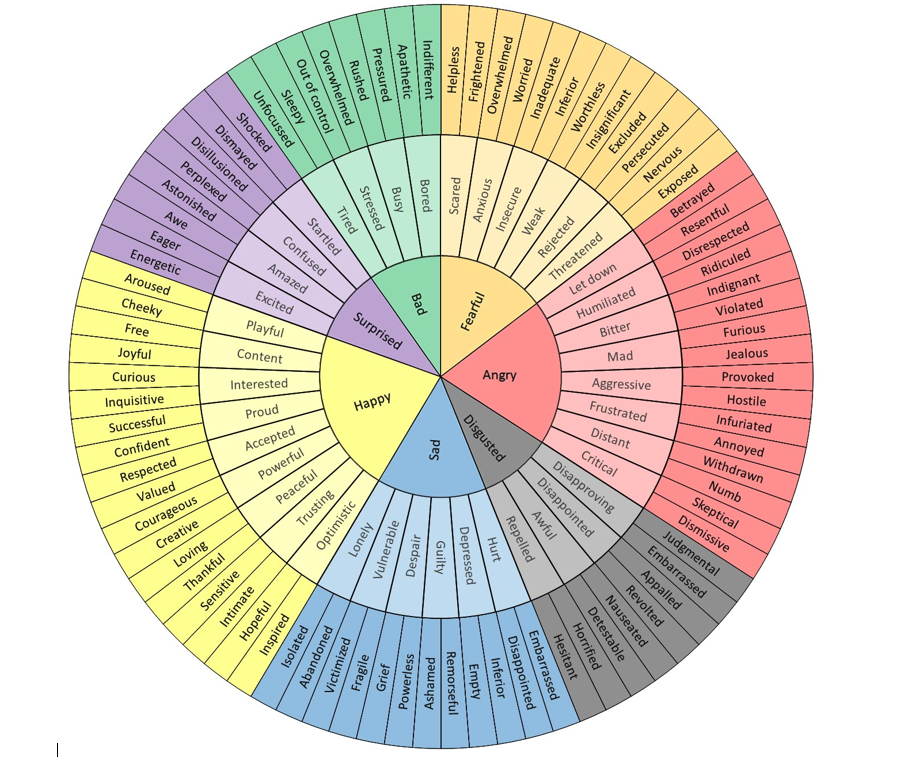 Fearful
Angry
Disgusted
Sad
Happy
Surprised
Bad
Scared
Anxious
Insecure
Weak
Rejected
Threatened
Let down
Humiliated
Bitter
Mad
Aggressive
Frustrated
Distant
Critical
Disapproving
Disappointed
Awful
Repelled
Hurt
Depressed
Guilty
Despair
Vulnerable
Lonely
Optimistic
Trusting
Peaceful
Powerful
Accepted
Proud
Interested
Content
Playful
Excited
Amazed
Confused
Startled
Tired
Stressed
Busy
Bored
Helpless
Frightened
Overwhelmed
Worried
Inadequate
Inferior
Worthless
Insignificant
Excluded
Persecuted
Nervous
Exposed
Betrayed
Resentful
Disrespected
Ridiculed
Indignant
Violated
Furious
Jealous
Provoked
Hostile
Infuriated
Annoyed
Withdrawn
Numb
Skeptical
Dismissive
Judgmental
Embarrassed
Appalled
Revolted
Nauseated
Detestable
Horrified
Hesitant
Embarrassed
Disappointed
Inferior
Empty
Remorseful
Ashamed
Powerless
Grief
Fragile
Victimized
Abandoned
Isolated
Inspired
Hopeful
Intimate
Sensitive
Thankful
Loving
Creative
Courageous
Valued
Respected
Confident
Successful
Inquisitive
Curious
Joyful
Free
Cheeky
Aroused
Energetic
Eager
Awe
Astonished
Perplexed
Disillusioned
Dismayed
Shocked
Unfocussed
Sleepy
Out of control
Overwhelmed
Rushed
Pressured
Apathetic
Indifferent